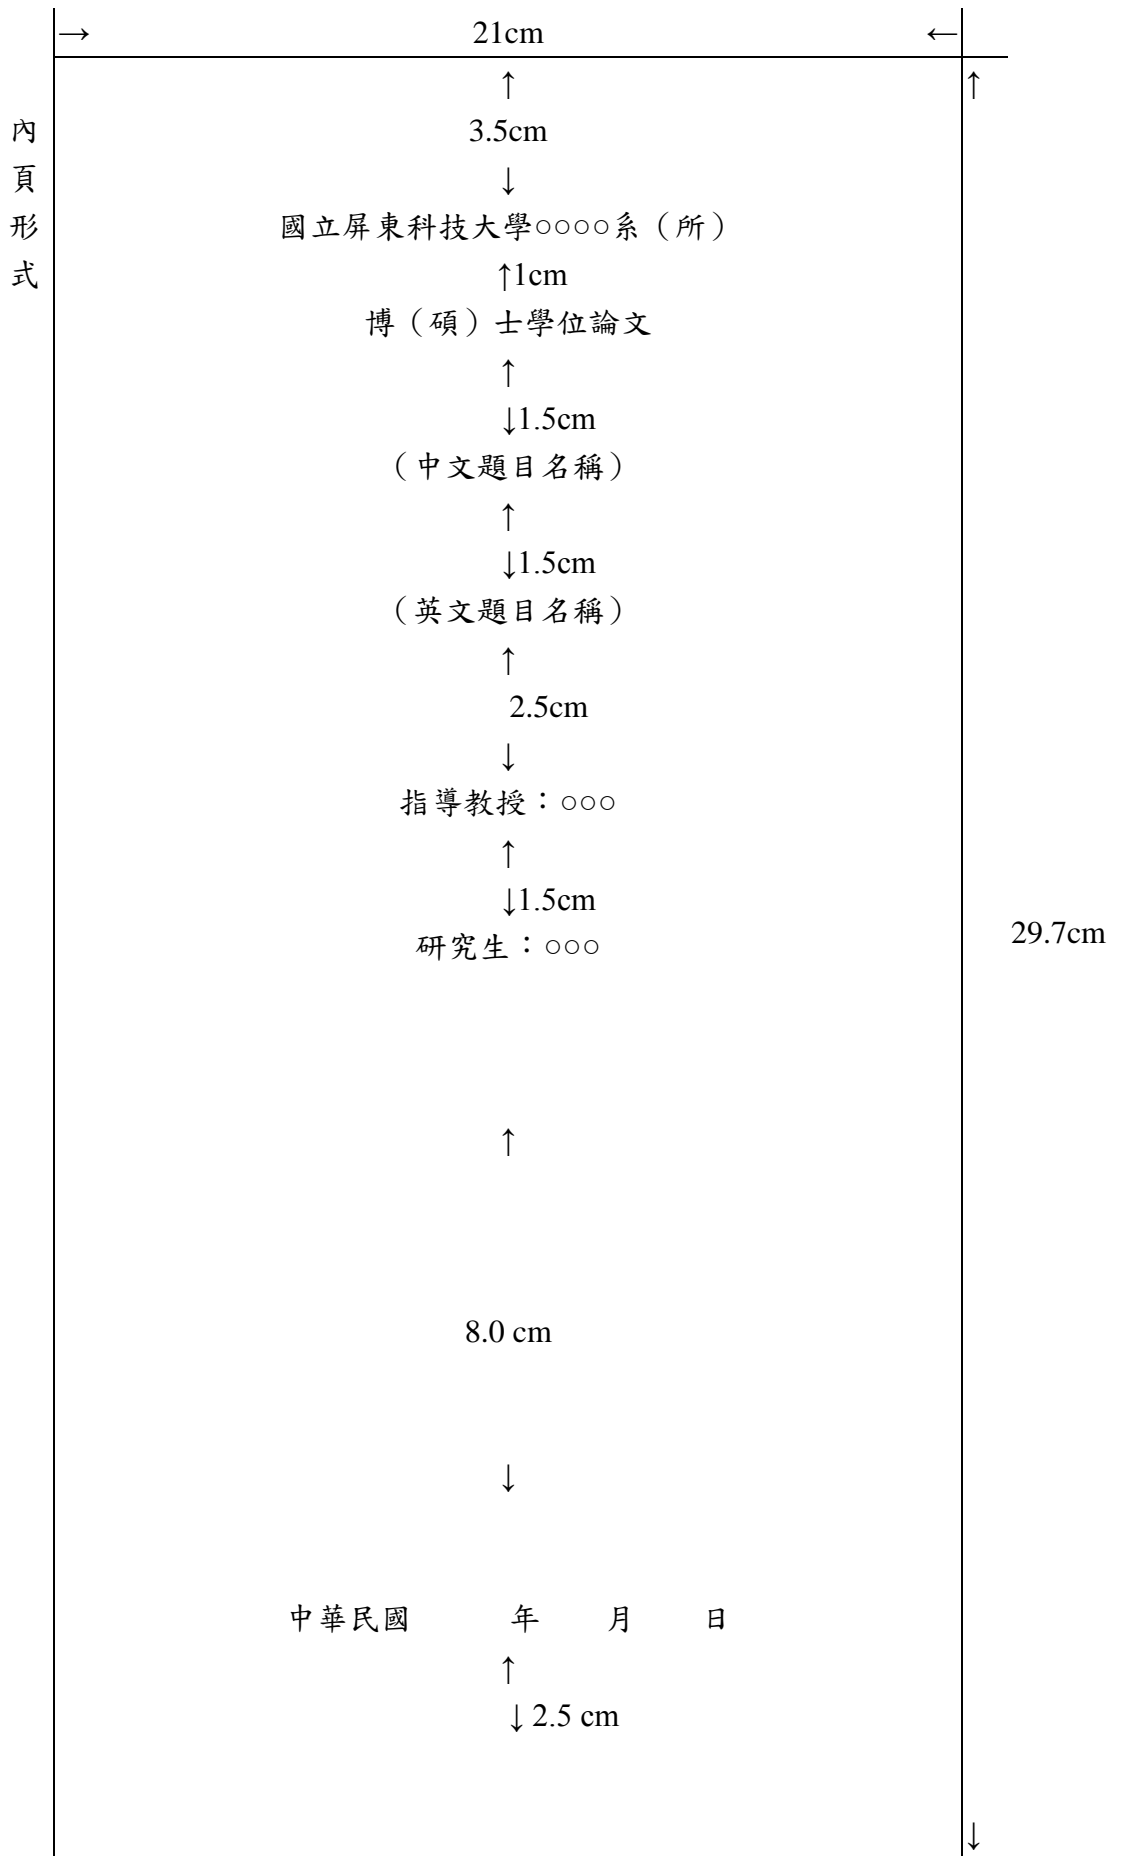 → 21cm ←
↑ ↑
內頁形式
3.5cm
↓
國立屏東科技大學○○○○系（所）
↑1cm
博（碩）士學位論文
↑
↓1.5cm
（中文題目名稱）
↑
↓1.5cm
（英文題目名稱）
↑
2.5cm
↓
指導教授：○○○
↑
↓1.5cm
29.7cm
研究生：○○○
↑
8.0 cm
↓
中華民國 年 月 日
↑
↓ 2.5 cm
↓